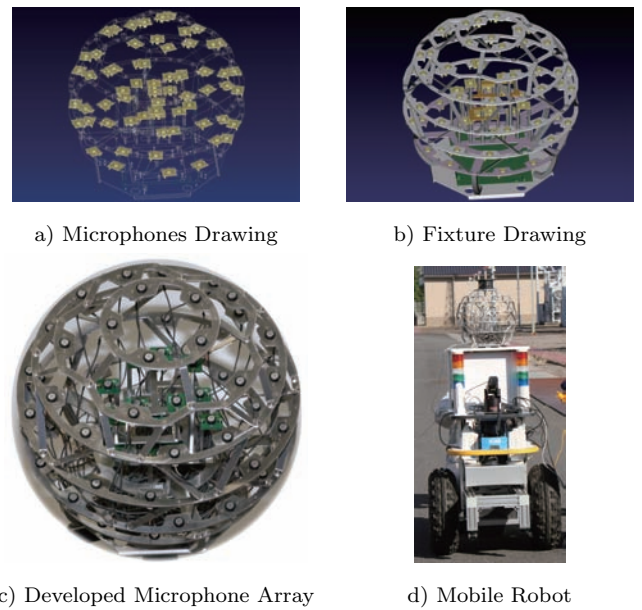 a) Microphones Drawing
b) Fixture Drawing
c) Developed Microphone Array
d) Mobile Robot